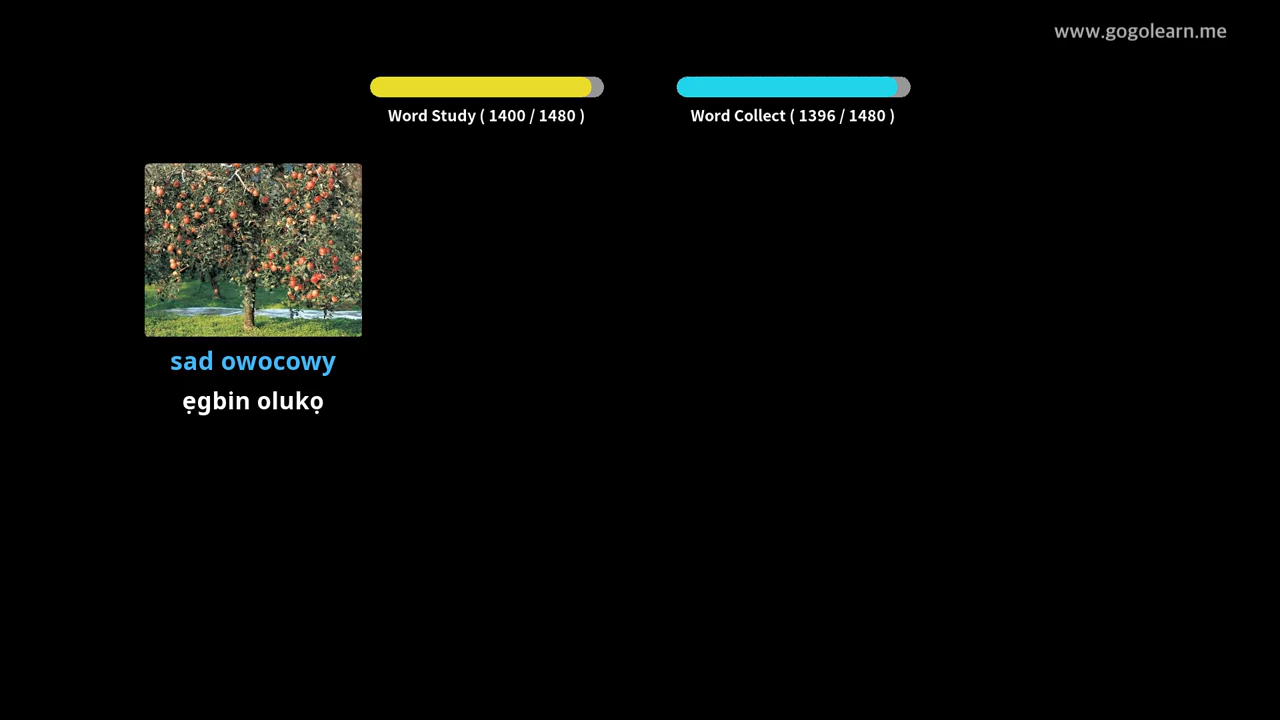 www.gogolearn.me
Word Study ( 1400 / 1480 )
Word Collect ( 1396 / 1480 )
sad owocowy
ẹgbin olukọ